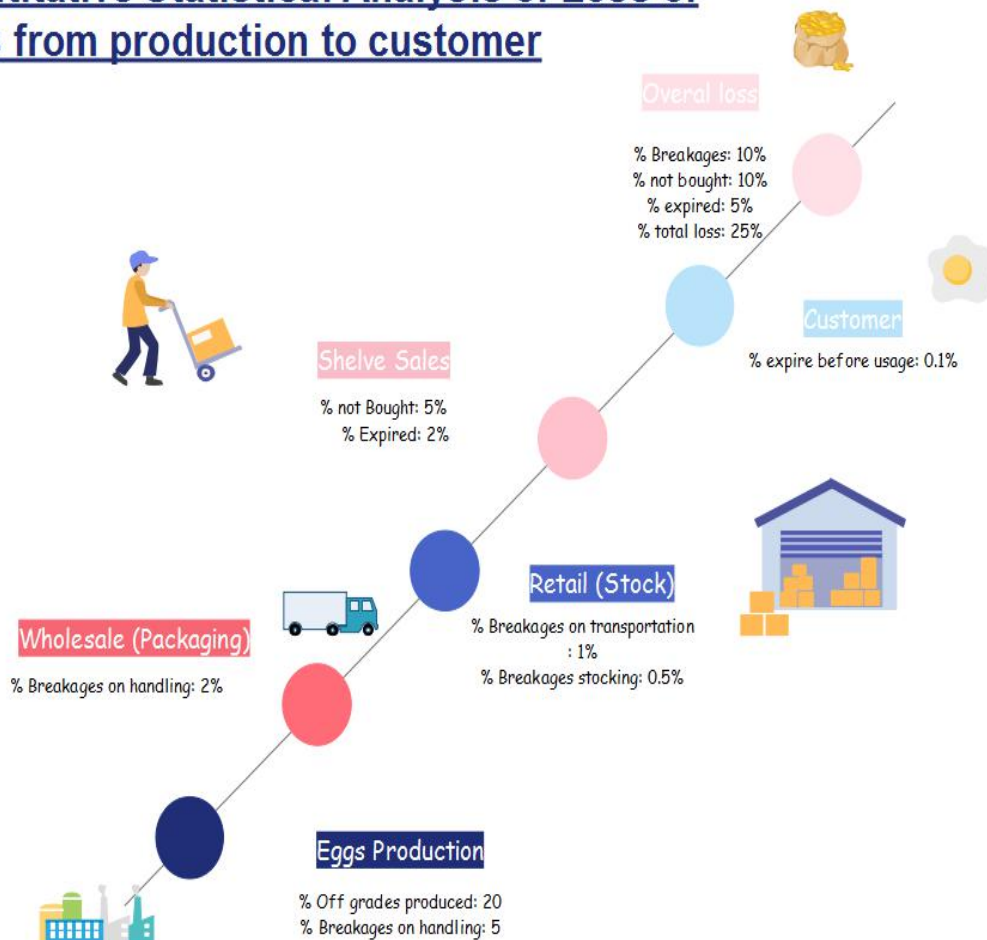 from production to customer
Overal loss
% Breakages: 10%
% not bought: 10%
% expired: 5%
% total loss: 25%
Customer
% expire before usage: 0.1%
Shelve Sales
% not Bought: 5%
% Expired: 2%
Retail (Stock)
% Breakages on transportation
: 1%
% Breakages stocking: 0.5%
Wholesale (Packaging)
% Breakages on handling: 2%
Eggs Production
% Off grades produced: 20
% Breakages on handling: 5